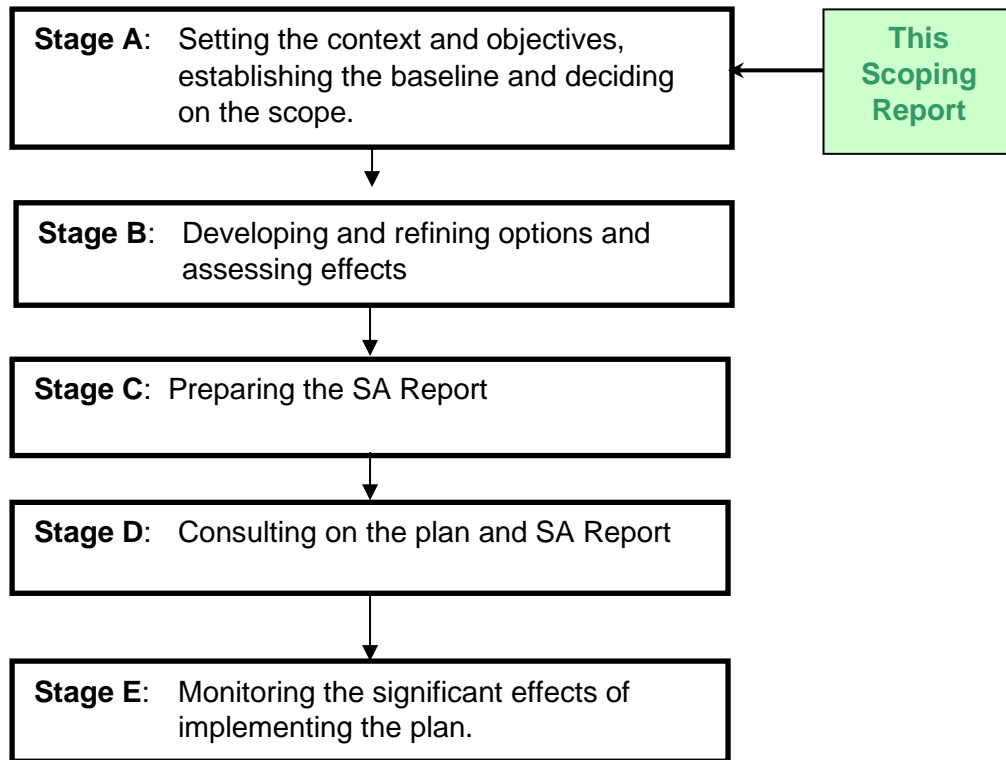 Stage A: Setting the context and objectives,
establishing the baseline and deciding
on the scope.
This
Scoping
Report
Stage B: Developing and refining options and
assessing effects
Stage C: Preparing the SA Report
Stage D: Consulting on the plan and SA Report
Stage E: Monitoring the significant effects of
implementing the plan.